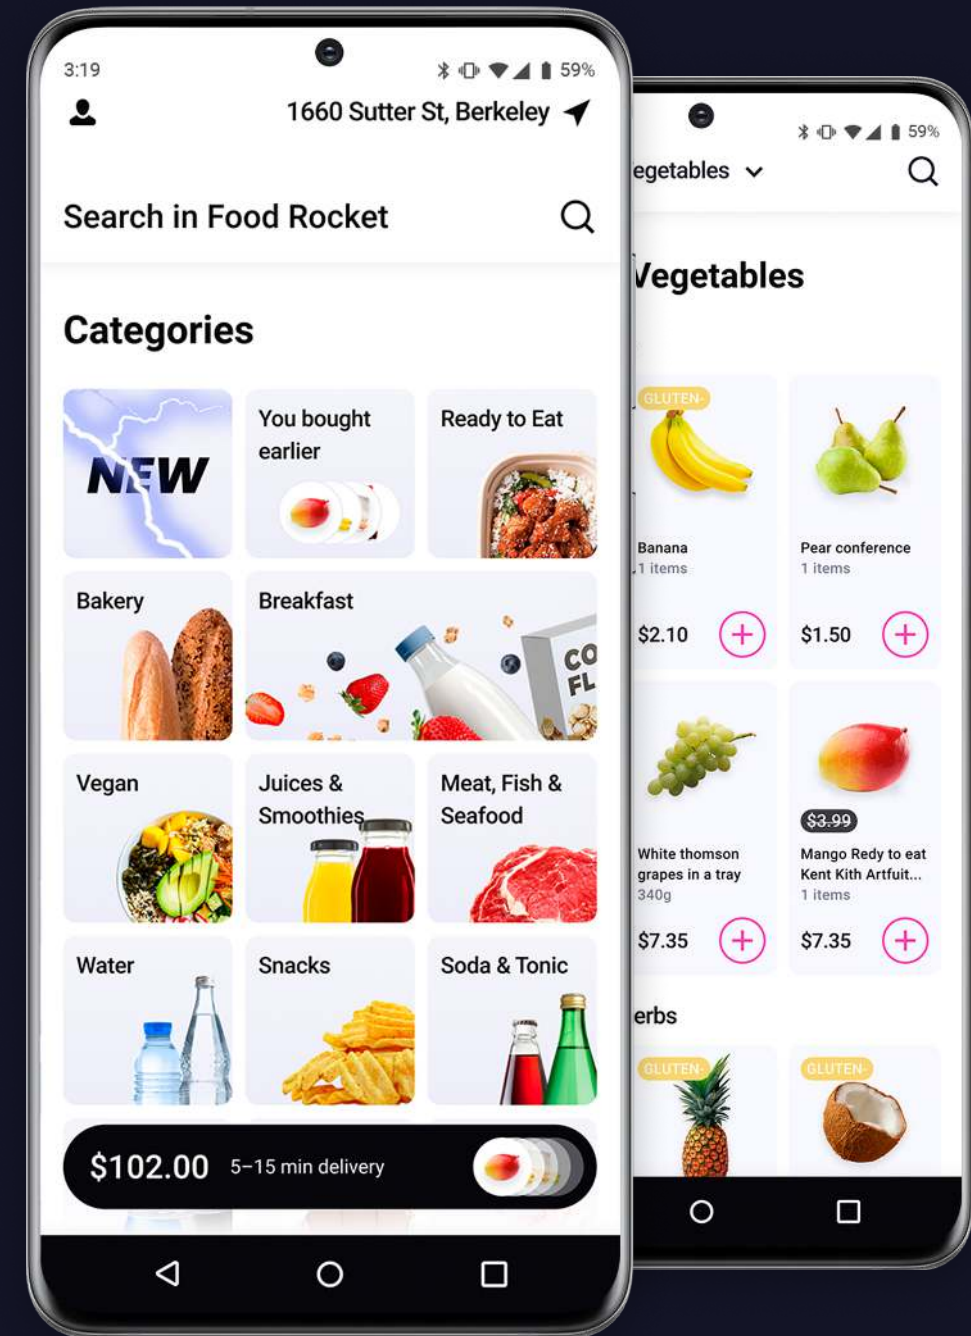 3:19
59%
1660 Sutter St, Berkeley
Search in Food Rocket
Categories
NEW
You bought
earlier
Ready to Eat
Bakery
Breakfast
CO
FL
Vegan
Juices &
Smoothies
Meat, Fish &
Seafood
Water
Snacks
Soda & Tonic
$102.00 5–15 min delivery
59%
egetables
Vegetables
GLUTEN-
Banana
1 items
$2.10
Pear conference
1 items
$1.50
White thomson
grapes in a tray
340g
$7.35
$3.99
Mango Redy to eat
Kent Kith Artfuit...
1 items
$7.35
erbs
GLUTEN-
GLUTEN-